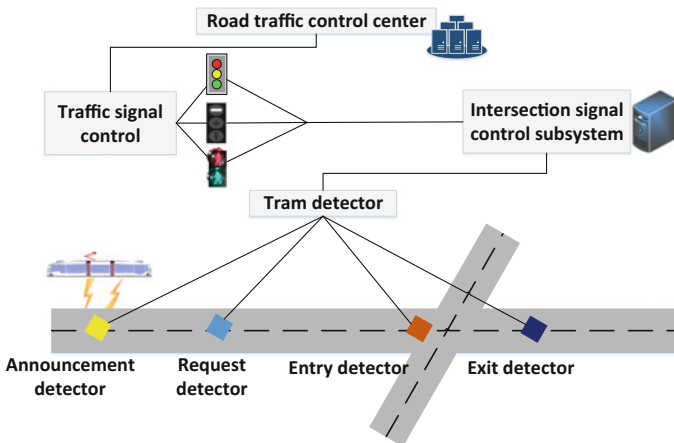 Road traffic control center
Traffic signal
control
Intersection signal
control subsystem
Tram detector
Announcement
detector
Request
detector
Entry detector
Exit detector